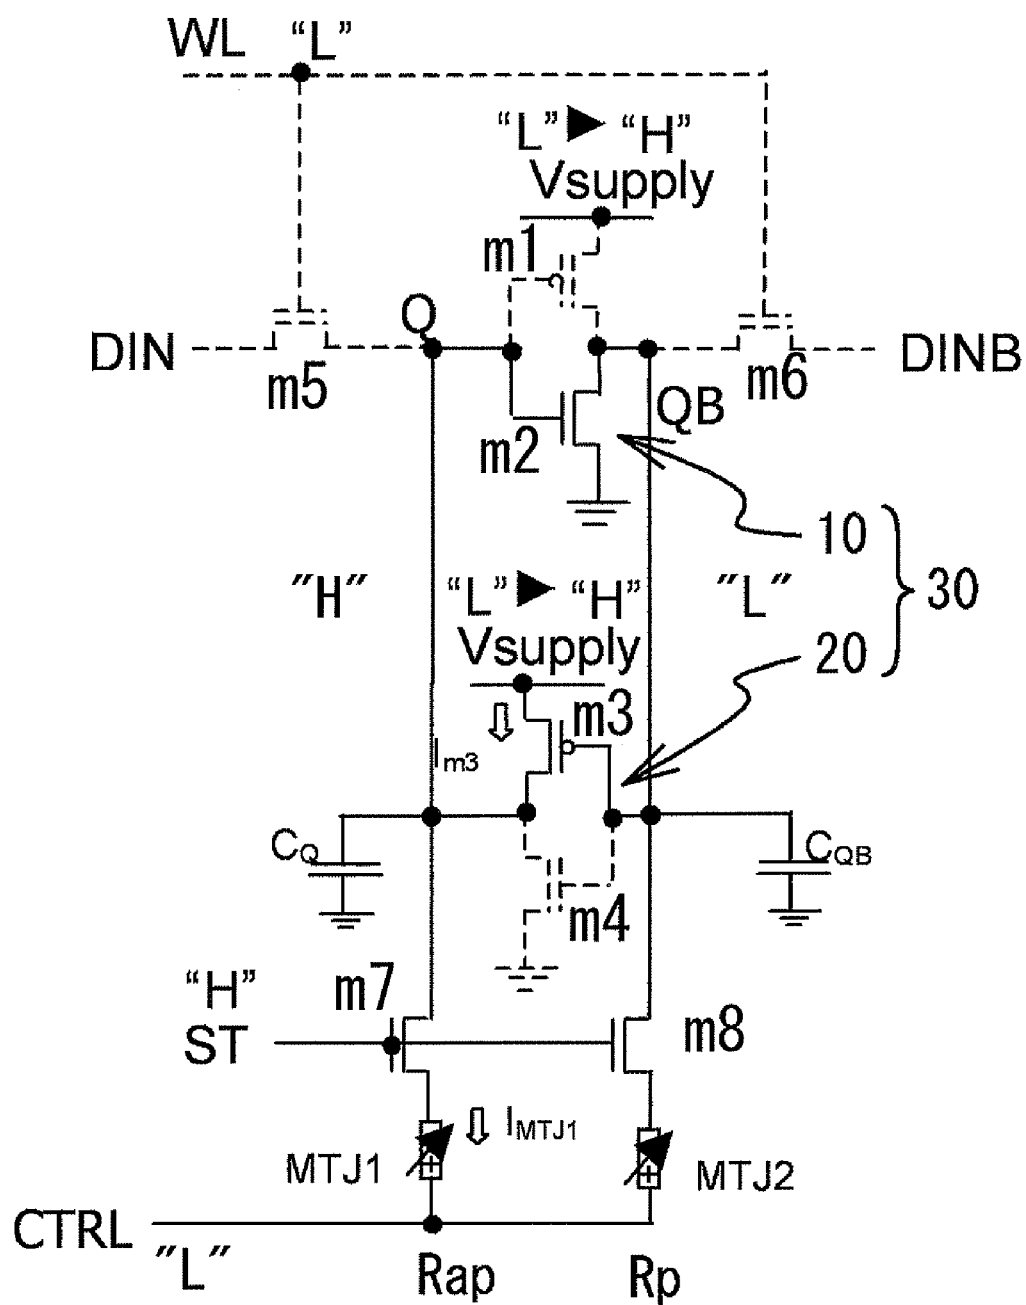 WL “L”
“L” ▶ “H”
Vsupply
m1
Q
DIN
m5
m6
DINB
QB
m2
10
30
"H"
“L” ▶ “H”
"L"
Vsupply
20
m3
Im3
CQ
CQB
m4
“H”
m7
ST
m8
IMTJ1
MTJ1
MTJ2
CTRL
"L"
Rap
Rp